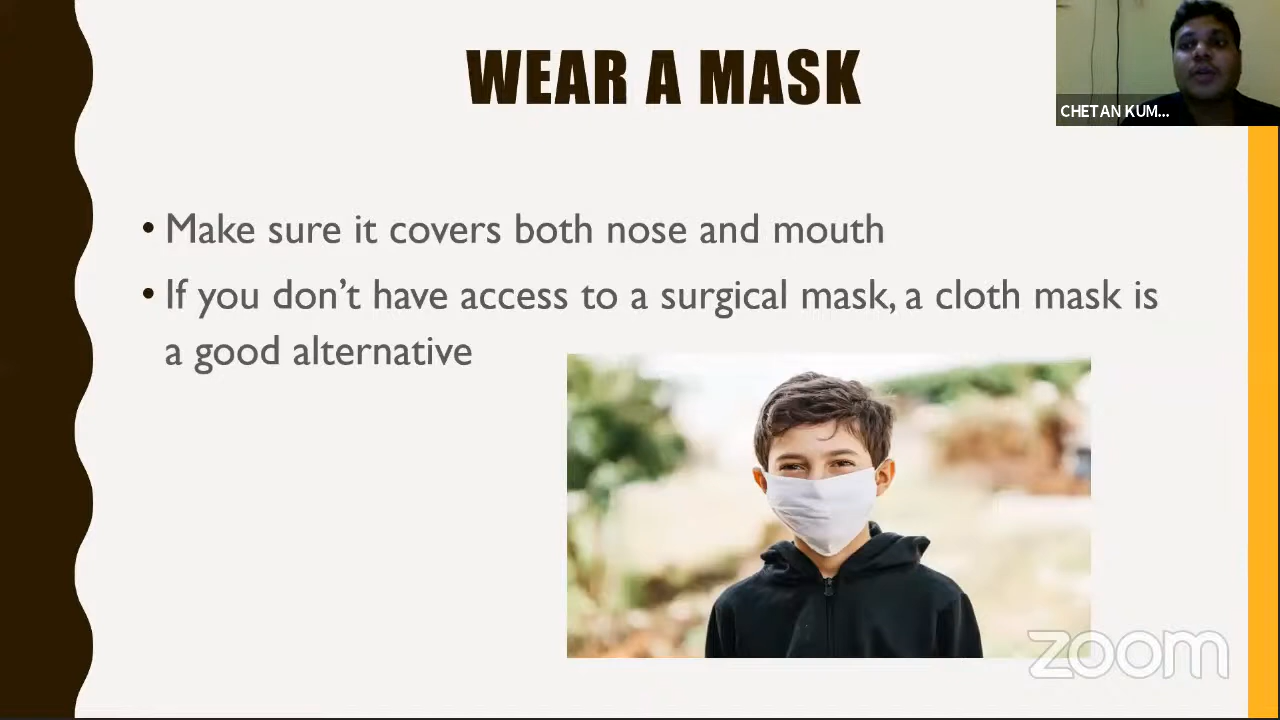 WEAR A MASK
CHETAN KUM...
• Make sure it covers both nose and mouth
• If you don’t have access to a surgical mask, a cloth mask is
a good alternative
zoom